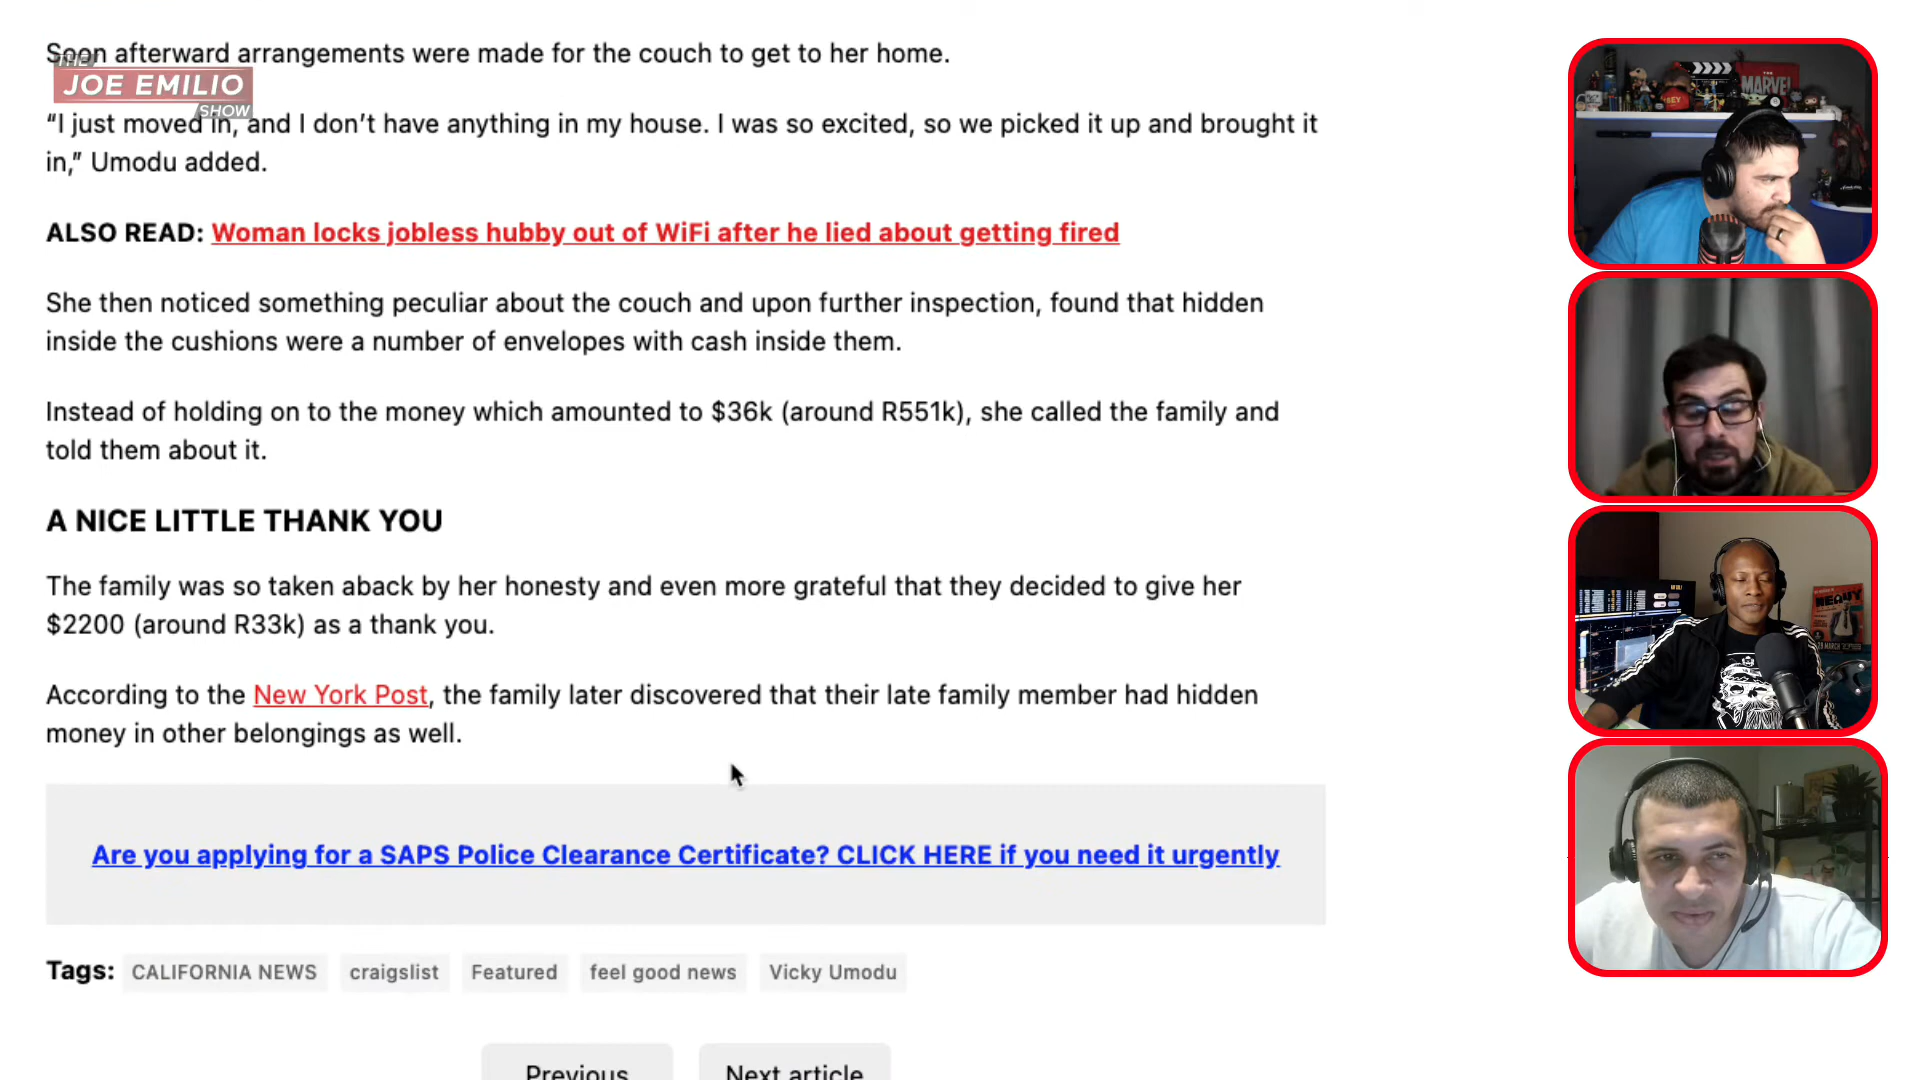 Soon afterward arrangements were made for the couch to get to her home.
THE
JOE EMILIO
SHOW
“I just moved in, and I don’t have anything in my house. I was so excited, so we picked it up and brought it
in,” Umodu added.
ALSO READ: Woman locks jobless hubby out of WiFi after he lied about getting fired
She then noticed something peculiar about the couch and upon further inspection, found that hidden
inside the cushions were a number of envelopes with cash inside them.
Instead of holding on to the money which amounted to $36k (around R551k), she called the family and
told them about it.
A NICE LITTLE THANK YOU
The family was so taken aback by her honesty and even more grateful that they decided to give her
$2200 (around R33k) as a thank you.
According to the New York Post, the family later discovered that their late family member had hidden
money in other belongings as well.
Are you applying for a SAPS Police Clearance Certificate? CLICK HERE if you need it urgently
Tags: CALIFORNIA NEWS craigslist Featured feel good news Vicky Umodu
Previous Next article
MARVEL
READY